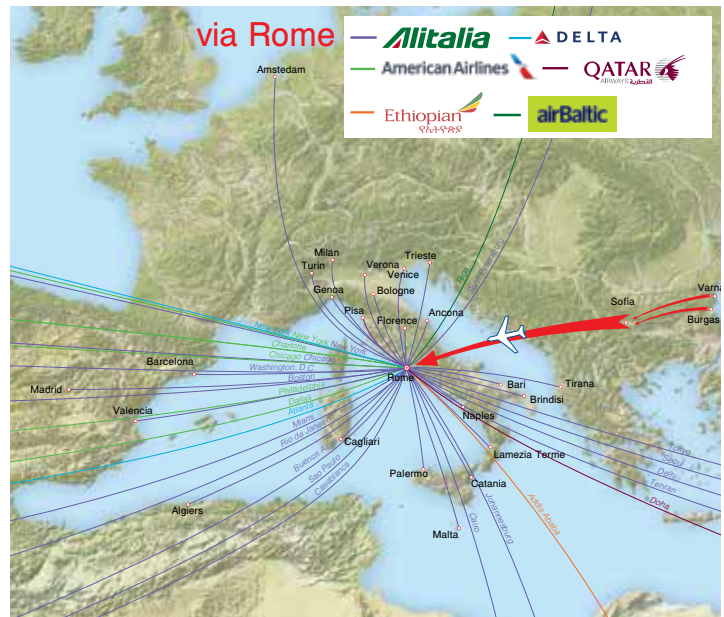 via Rome
Alitalia
DELTA
American Airlines
QATAR
AIRWAYS القطرية
Ethiopian
የኢትዮጵያ
airBaltic
Amstedam
Milan
Turin
Genoa
Verona
Trieste
Venice
Bologne
Pisa
Florence
Ancona
Riga
Sofia
Varna
Burgas
New York New York New York
Charlotte
Chicago Chicago
Washington, D.C.
Boston
Philadelphia
Dallas
Atlanta
Miami
Rio de Janeiro
Buenos Aires
Sao Paulo
Casablanca
Barcelona
Madrid
Valencia
Rome
Bari
Brindisi
Tirana
Naples
Cagliari
Lamezia Terme
Palermo
Catania
Algiers
Malta
Cairo
Johannesburg
Addis Ababa
Tokyo
Seoul
Delhi
Tehran
Doha